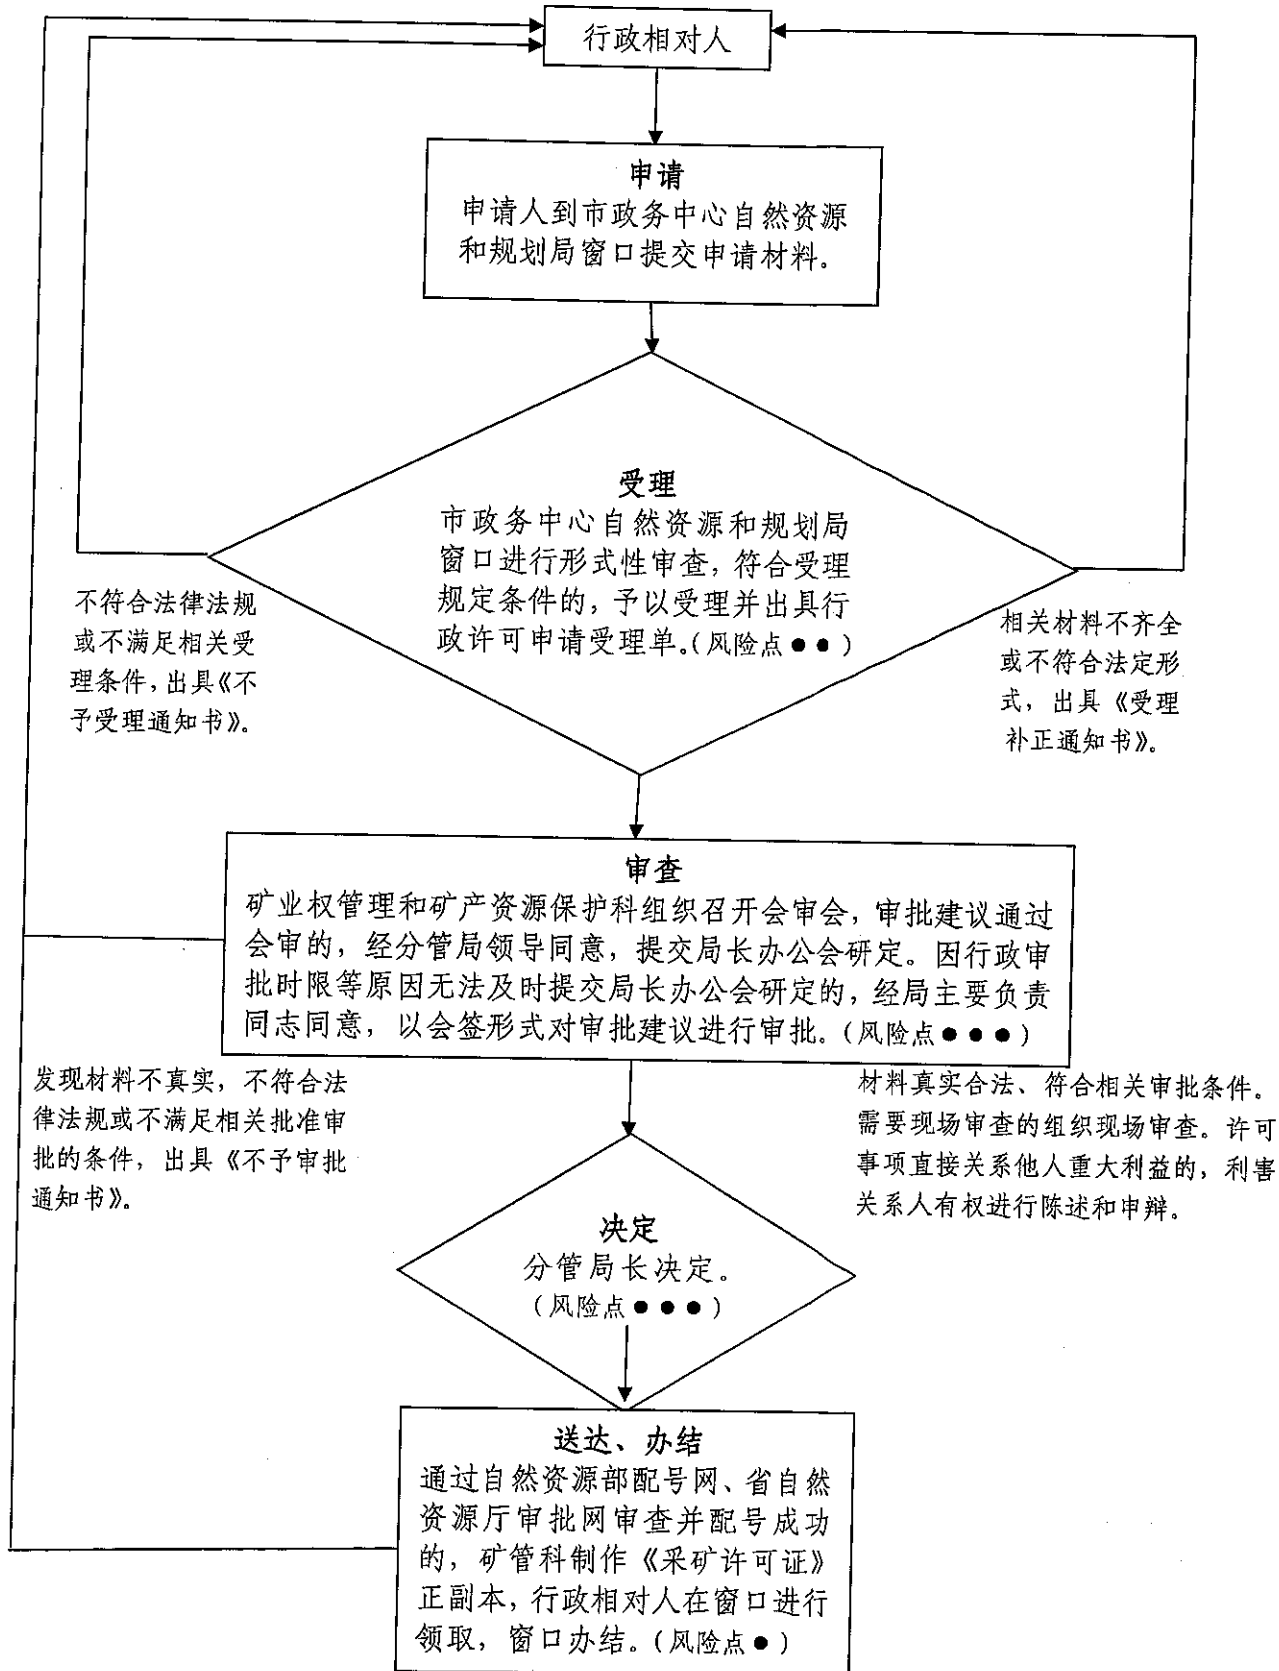 行政相对人
申请
申请人到市政务中心自然资源
和规划局窗口提交申请材料。
受理
市政务中心自然资源和规划局
窗口进行形式性审查，符合受理
规定条件的，予以受理并出具行
政许可申请受理单。（风险点●●）
不符合法律法规
或不满足相关受
理条件，出具《不
予受理通知书》。
相关材料不齐全
或不符合法定形
式，出具《受理
补正通知书》。
审查
矿业权管理和矿产资源保护科组织召开会审会，审批建议通过
会审的，经分管局领导同意，提交局长办公会研定。因行政审
批时限等原因无法及时提交局长办公会研定的，经局主要负责
同志同意，以会签形式对审批建议进行审批。（风险点●●●）
发现材料不真实，不符合法
律法规或不满足相关批准审
批的条件，出具《不予审批
通知书》。
材料真实合法、符合相关审批条件。
需要现场审查的组织现场审查。许可
事项直接关系他人重大利益的，利害
关系人有权进行陈述和申辩。
决定
分管局长决定。
（风险点●●●）
送达、办结
通过自然资源部配号网、省自然
资源厅审批网审查并配号成功
的，矿管科制作《采矿许可证》
正副本，行政相对人在窗口进行
领取，窗口办结。（风险点●）